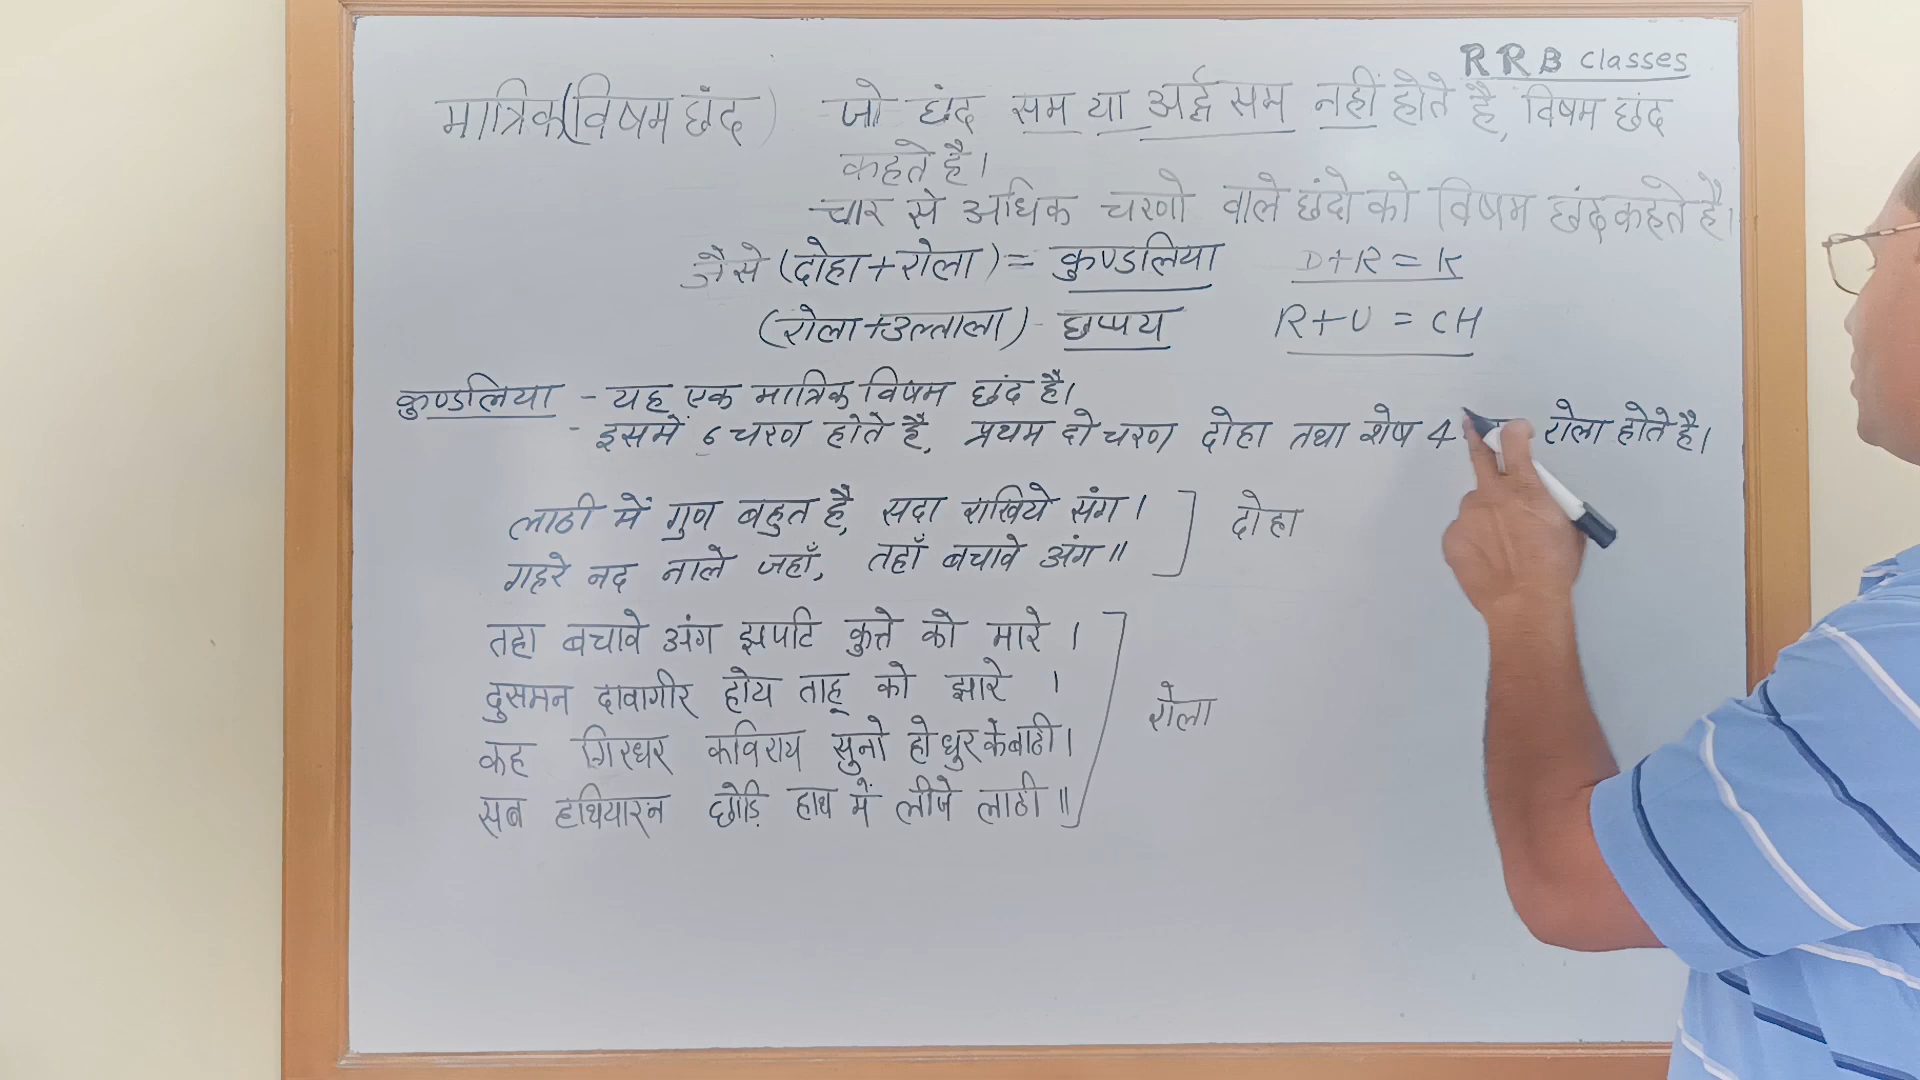 RRB classes
मात्रिक(विषम छंद) जो छंद सम या अर्द्ध सम नहीं होते है, विषम छंद
कहते है।
चार से अधिक चरणो वाले छंदो को विषम छंद कहते है।
जैसे (दोहा+रोला) = कुण्डलिया D+R = K
(रोला+उल्लाला) - छप्पय R+U = CH
कुण्डलिया - यह एक मात्रिक विषम छंद है।
- इसमें 6 चरण होते है, प्रथम दो चरण दोहा तथा शेष 4 रोला होते है।
लाठी में गुण बहुत है, सदा राखिये संग। दोहा
गहरे नद नाले जहाँ, तहाँ बचावे अंग॥
तहा बचावे अंग झपटि कुत्ते को मारे।
दुसमन दावागीर होय ताहू को झारे।
रोला
कह गिरधर कविराय सुनो हो धुर के बाठी।
सब हथियारन छोड़ि हाथ में लीजे लाठी॥